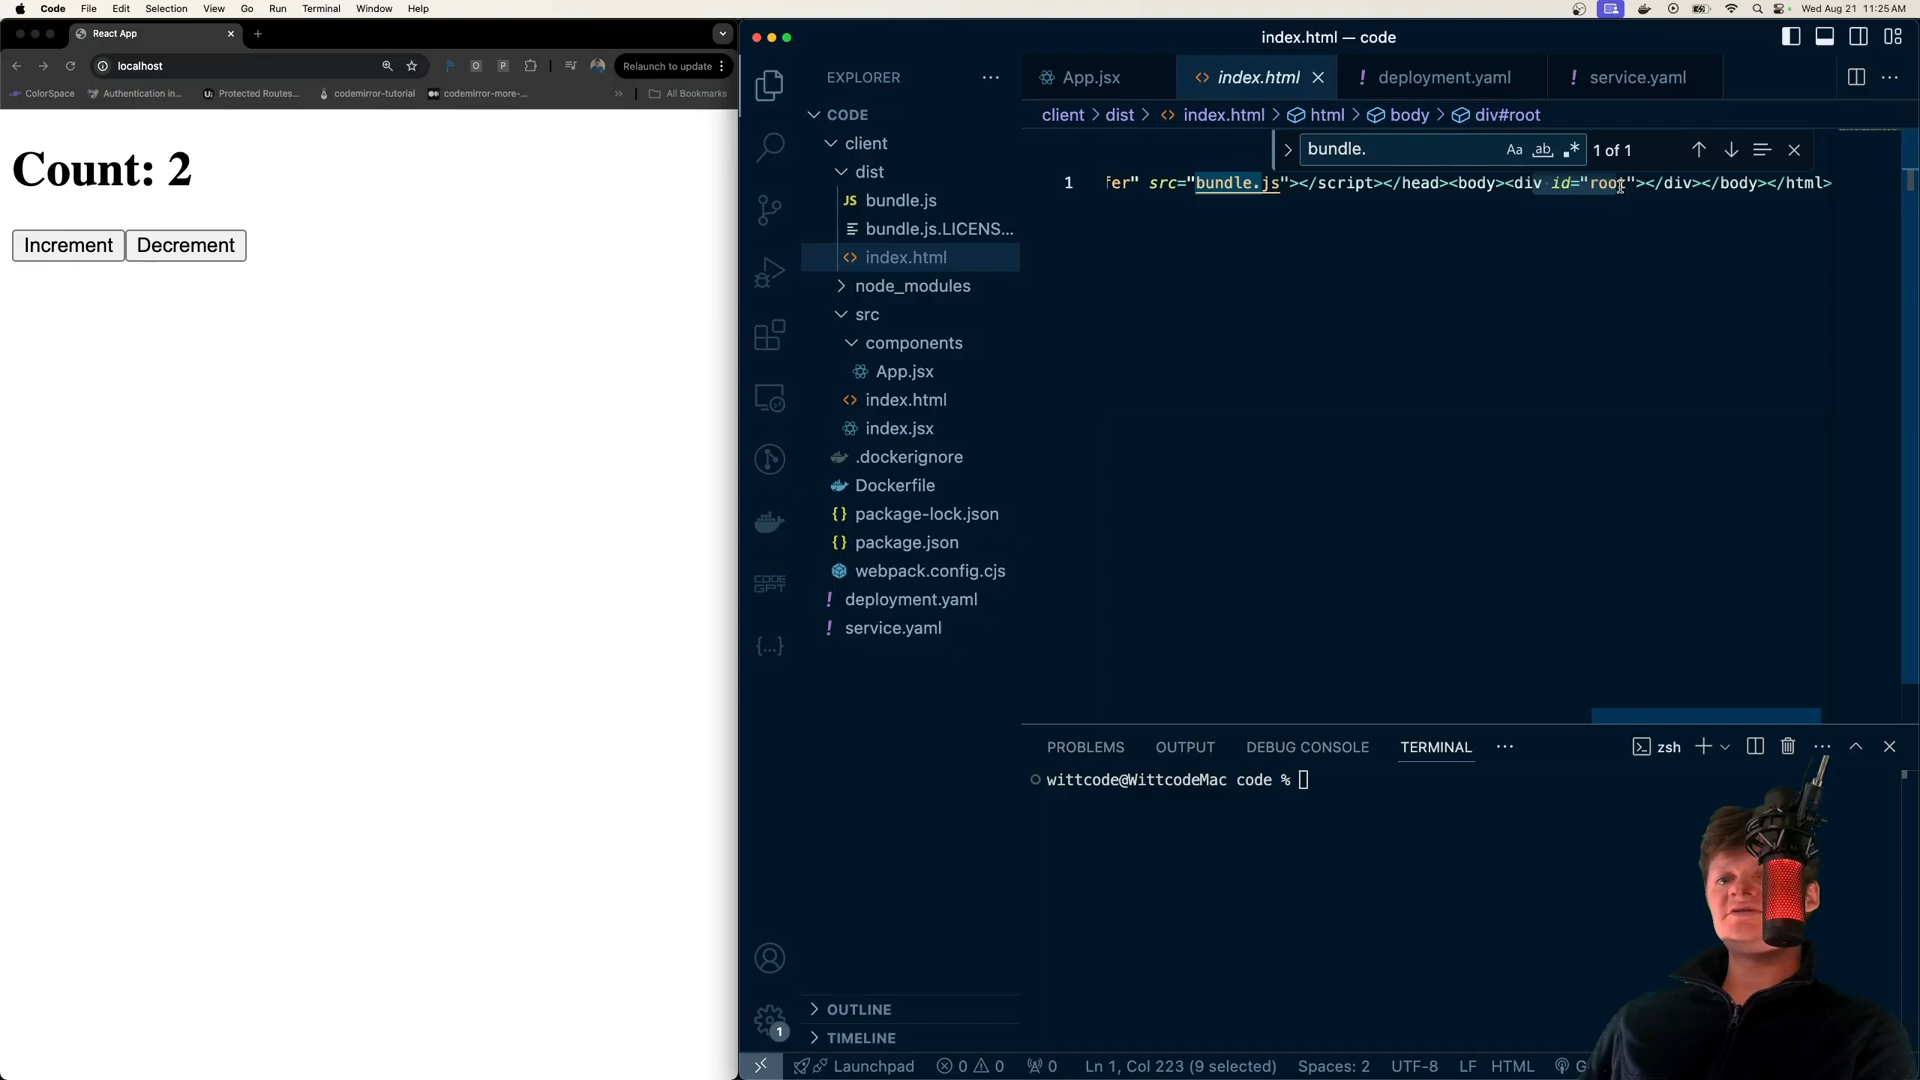 Code File Edit Selection View Go Run Terminal Window Help
Wed Aug 21 11:25 AM
React App
localhost
Relaunch to update
ColorSpace
Authentication in...
Protected Routes...
codemirror-tutorial
codemirror-more-...
All Bookmarks
Count: 2
Increment
Decrement
index.html — code
EXPLORER
CODE
client
dist
bundle.js
bundle.js.LICENS...
index.html
node_modules
src
components
App.jsx
index.html
index.jsx
.dockerignore
Dockerfile
package-lock.json
package.json
webpack.config.cjs
deployment.yaml
service.yaml
CODE
GPT
OUTLINE
TIMELINE
App.jsx
index.html
deployment.yaml
service.yaml
client > dist > index.html > html > body > div#root
bundle.
Aa
ab
1 of 1
1
fer" src="bundle.js"></script></head><body><div id="root"></div></body></html>
PROBLEMS OUTPUT DEBUG CONSOLE TERMINAL
zsh
wittcode@WittcodeMac code %
1
Launchpad 0 0 0 Ln 1, Col 223 (9 selected) Spaces: 2 UTF-8 LF HTML G